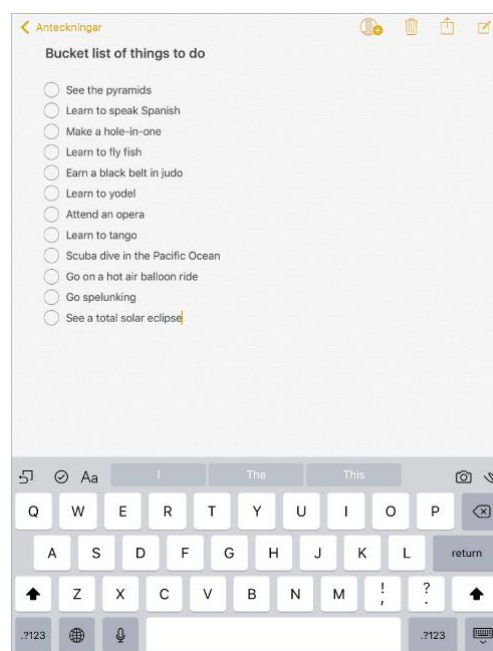 Anteckningar
Bucket list of things to do
See the pyramids
Learn to speak Spanish
Make a hole-in-one
Learn to fly fish
Earn a black belt in judo
Learn to yodel
Attend an opera
Learn to tango
Scuba dive in the Pacific Ocean
Go on a hot air balloon ride
Go spelunking
See a total solar eclipse
Aa I The This
Q W E R T Y U I O P
A S D F G H J K L return
Z X C V B N M ! , ? .
.?123 .?123